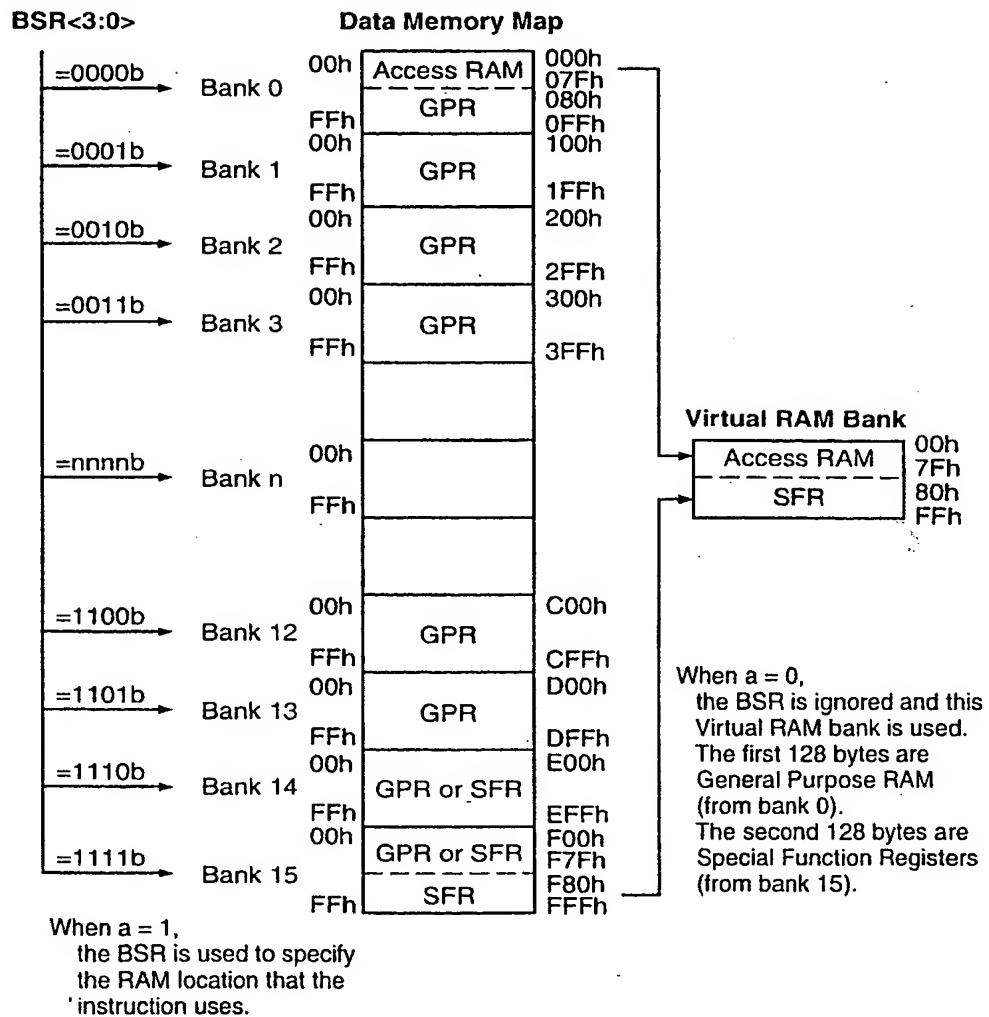 BSR<3:0>
Data Memory Map
=0000b
Bank 0
00h
FFh
Access RAM
GPR
000h
07Fh
080h
0FFh
=0001b
Bank 1
00h
FFh
GPR
100h
1FFh
=0010b
Bank 2
00h
FFh
GPR
200h
2FFh
=0011b
Bank 3
00h
FFh
GPR
300h
3FFh
=nnnnb
Bank n
00h
FFh
=1100b
Bank 12
00h
FFh
GPR
C00h
CFFh
=1101b
Bank 13
00h
FFh
GPR
D00h
DFFh
=1110b
Bank 14
00h
FFh
GPR or SFR
E00h
EFFh
=1111b
Bank 15
00h
FFh
GPR or SFR
SFR
F00h
F7Fh
F80h
FFFh
Virtual RAM Bank
Access RAM
SFR
00h
7Fh
80h
FFh
When a = 0,
the BSR is ignored and this
Virtual RAM bank is used.
The first 128 bytes are
General Purpose RAM
(from bank 0).
The second 128 bytes are
Special Function Registers
(from bank 15).
When a = 1,
the BSR is used to specify
the RAM location that the
instruction uses.